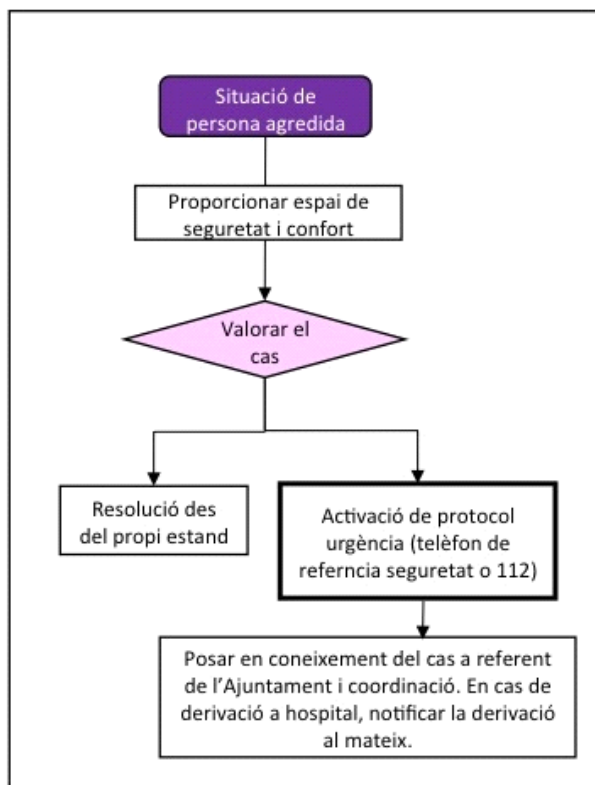 Situació de
persona agredida
Proporcionar espai de
seguretat i confort
Valorar el
cas
Resolució des
del propi estand
Activació de protocol
urgència (telèfon de
referncia seguretat o 112)
Posar en coneixement del cas a referent
de l'Ajuntament i coordinació. En cas de
derivació a hospital, notificar la derivació
al mateix.